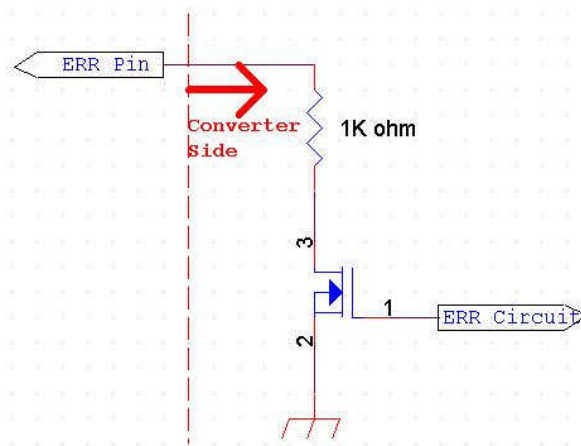 ERR Pin
Converter
Side
1K ohm
3
1
ERR Circuit
2